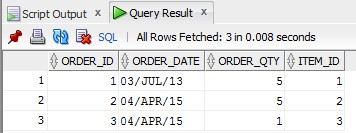 Script Output × Query Result ×
SQL | All Rows Fetched: 3 in 0.008 seconds
ORDER_ID ORDER_DATE ORDER_QTY ITEM_ID
1 1 03/JUL/13 5 1
2 2 04/APR/15 5 2
3 3 04/APR/15 1 3